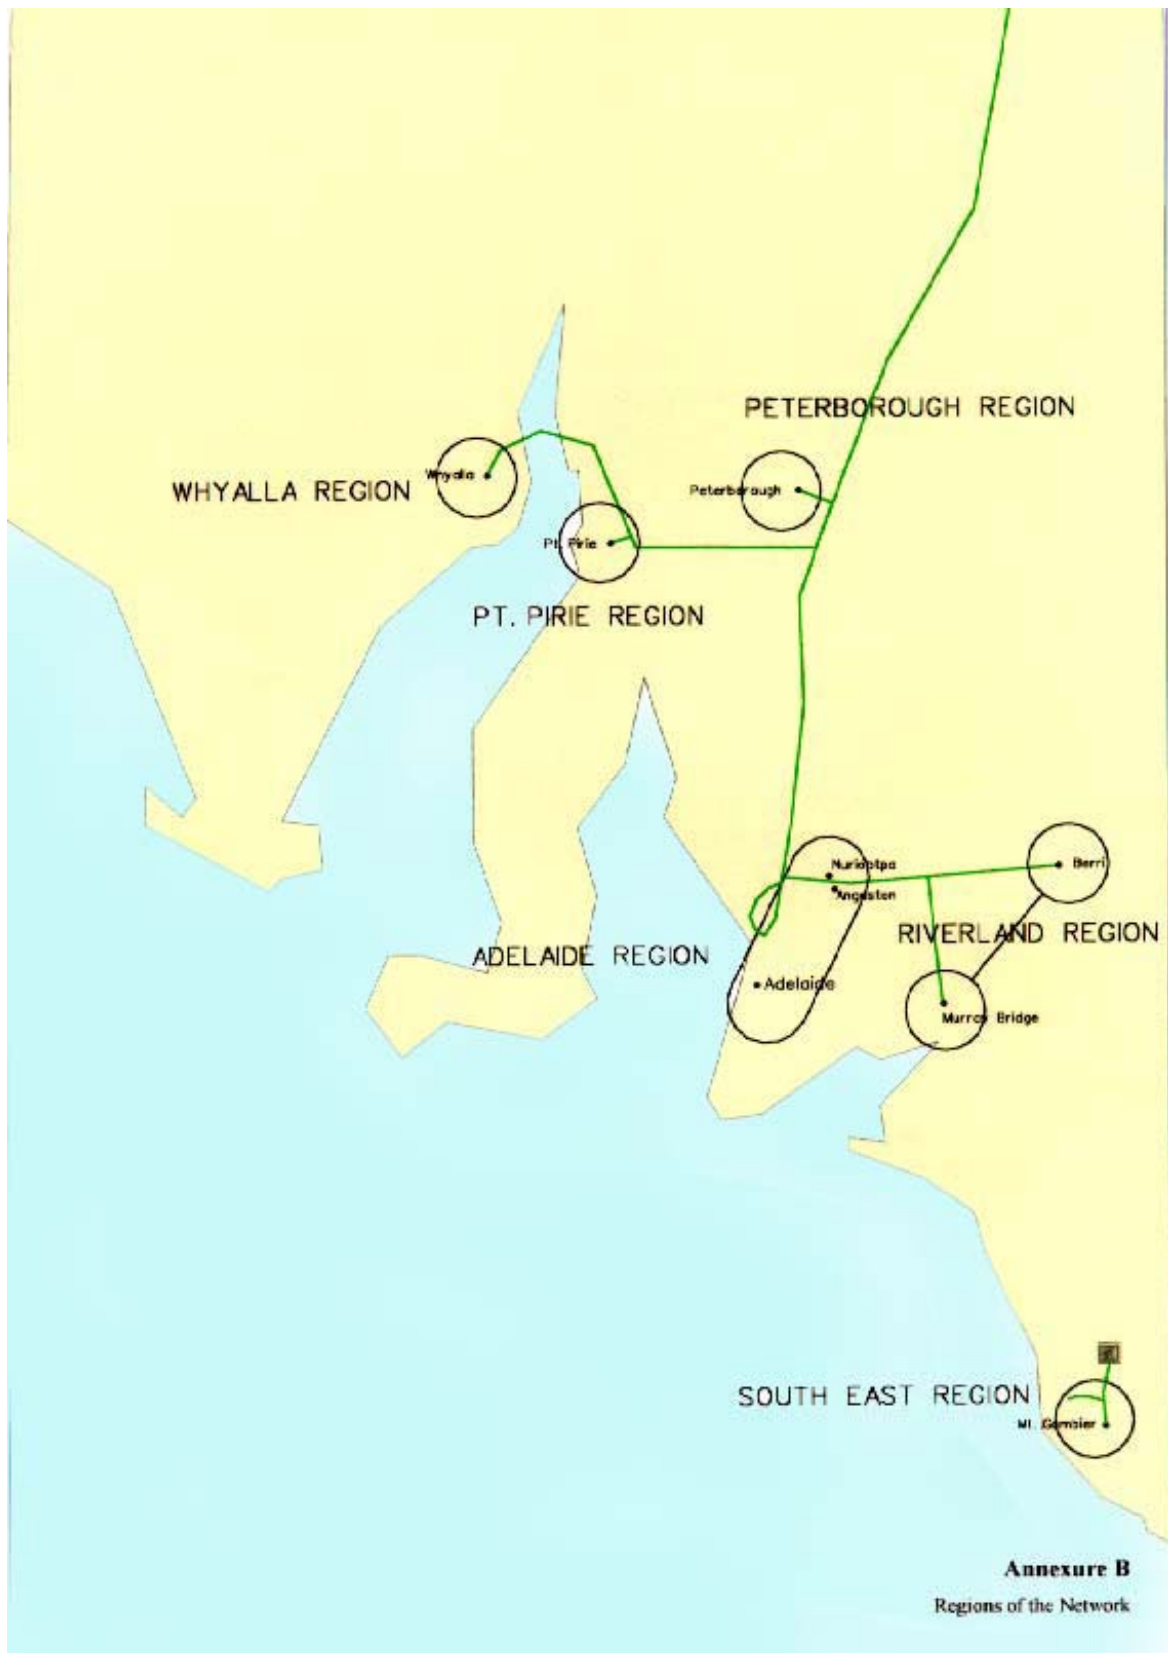 PETERBOROUGH REGION
Whyalla
WHYALLA REGION
Peterborough
Pt. Pirie
PT. PIRIE REGION
Nuriootpa
Berri
Angaston
RIVERLAND REGION
ADELAIDE REGION
Adelaide
Murray Bridge
SOUTH EAST REGION
Mt. Gambier
Annexure B
Regions of the Network